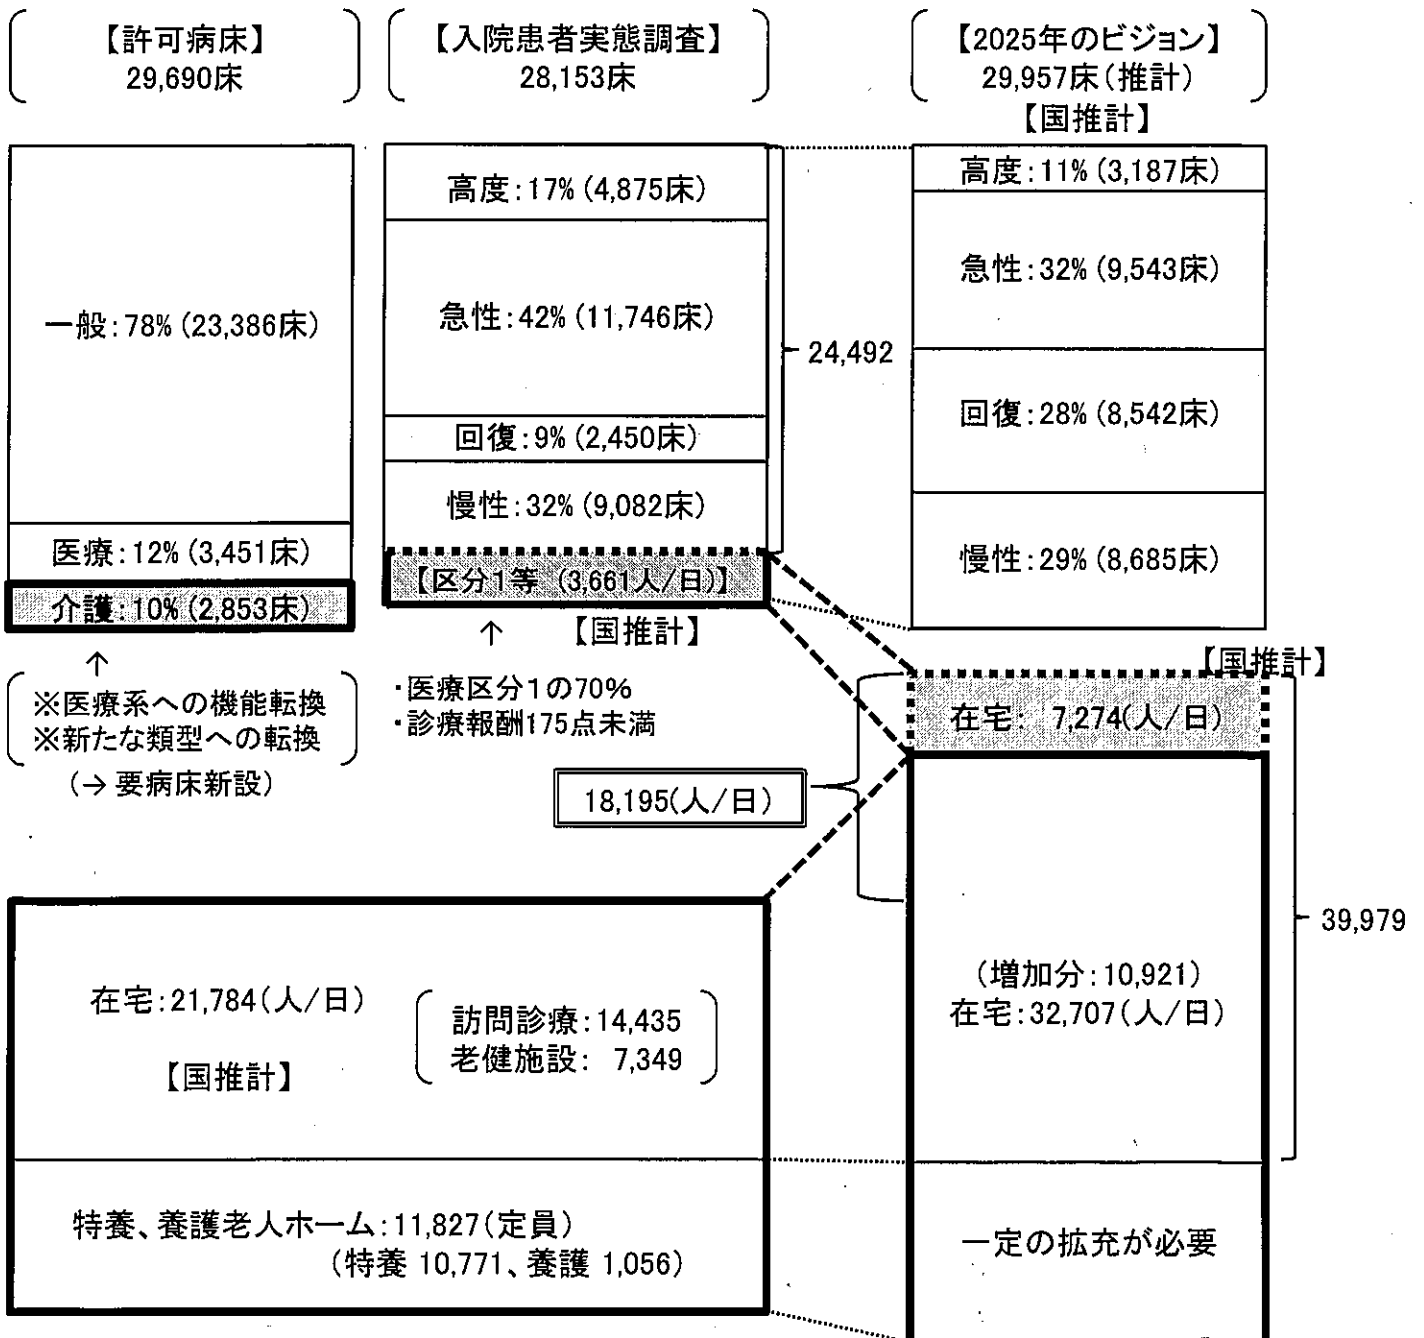 【許可病床】
29,690床
一般:78% (23,386床)
医療:12% (3,451床)
介護:10% (2,853床)
↑
※医療系への機能転換
※新たな類型への転換
(→ 要病床新設)
【入院患者実態調査】
28,153床
高度:17% (4,875床)
急性:42% (11,746床)
回復:9% (2,450床)
慢性:32% (9,082床)
【区分1等 (3,661人/日)】
24,492
↑
【国推計】
・医療区分1の70%
・診療報酬175点未満
【2025年のビジョン】
29,957床(推計)
【国推計】
高度:11% (3,187床)
急性:32% (9,543床)
回復:28% (8,542床)
慢性:29% (8,685床)
【国推計】
在宅: 7,274(人/日)
18,195(人/日)
(増加分:10,921)
在宅:32,707(人/日)
39,979
一定の拡充が必要
在宅:21,784(人/日)
【国推計】
訪問診療:14,435
老健施設: 7,349
特養、養護老人ホーム:11,827(定員)
(特養 10,771、養護 1,056)